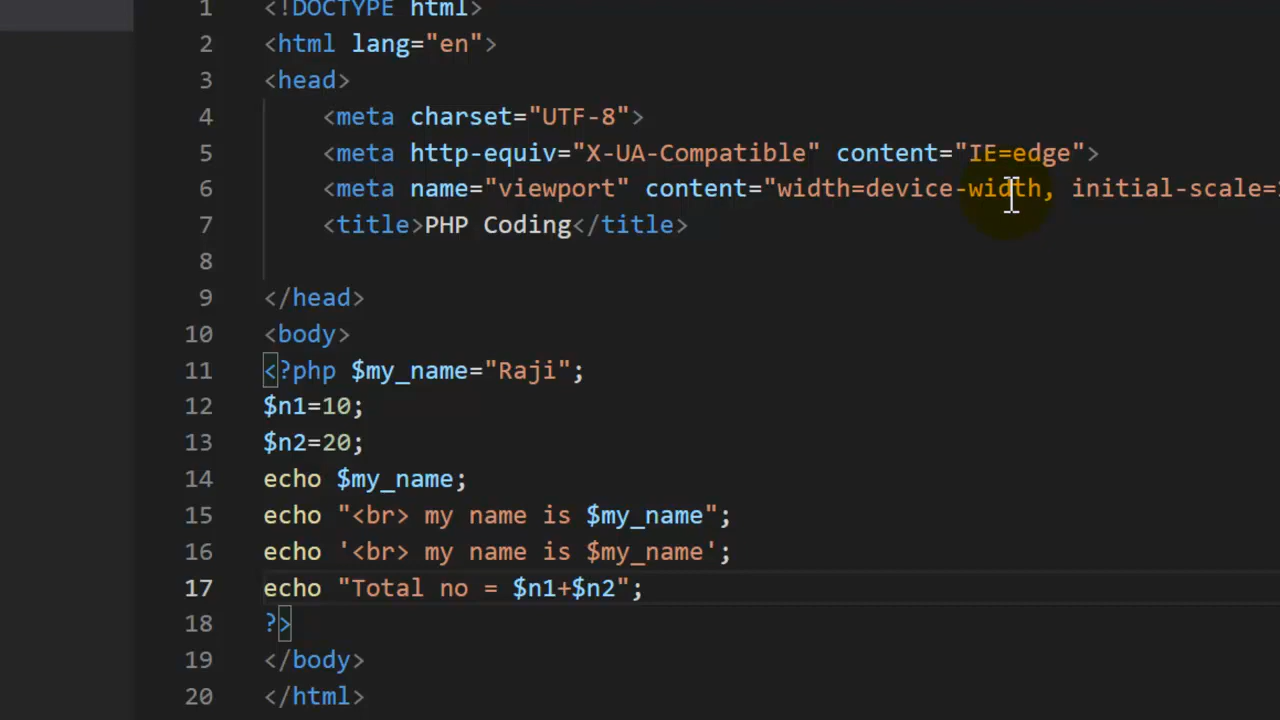 1 <!DOCTYPE html>
2 <html lang="en">
3 <head>
4     <meta charset="UTF-8">
5     <meta http-equiv="X-UA-Compatible" content="IE=edge">
6     <meta name="viewport" content="width=device-width, initial-scale=
7     <title>PHP Coding</title>
8
9 </head>
10 <body>
11 <?php $my_name="Raji";
12 $n1=10;
13 $n2=20;
14 echo $my_name;
15 echo "<br> my name is $my_name";
16 echo '<br> my name is $my_name';
17 echo "Total no = $n1+$n2";
18 ?>
19 </body>
20 </html>